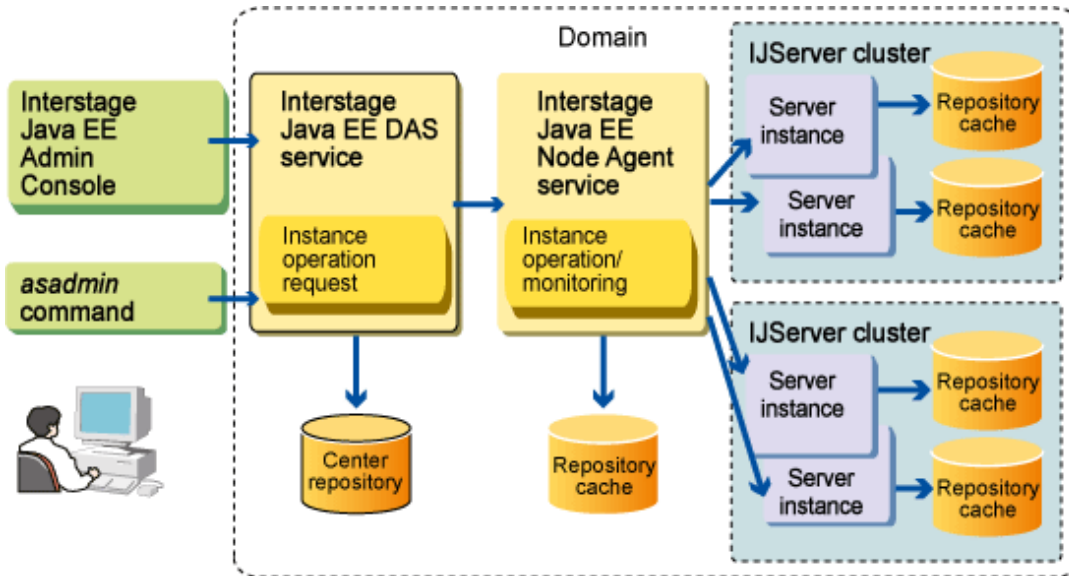 Domain
Interstage
Java EE
Admin
Console
asadmin
command
Interstage
Java EE DAS
service
Instance
operation
request
Center
repository
Interstage
Java EE
Node Agent
service
Instance
operation/
monitoring
Repository
cache
IJServer cluster
Server
instance
Repository
cache
Server
instance
Repository
cache
IJServer cluster
Server
instance
Repository
cache
Server
instance
Repository
cache